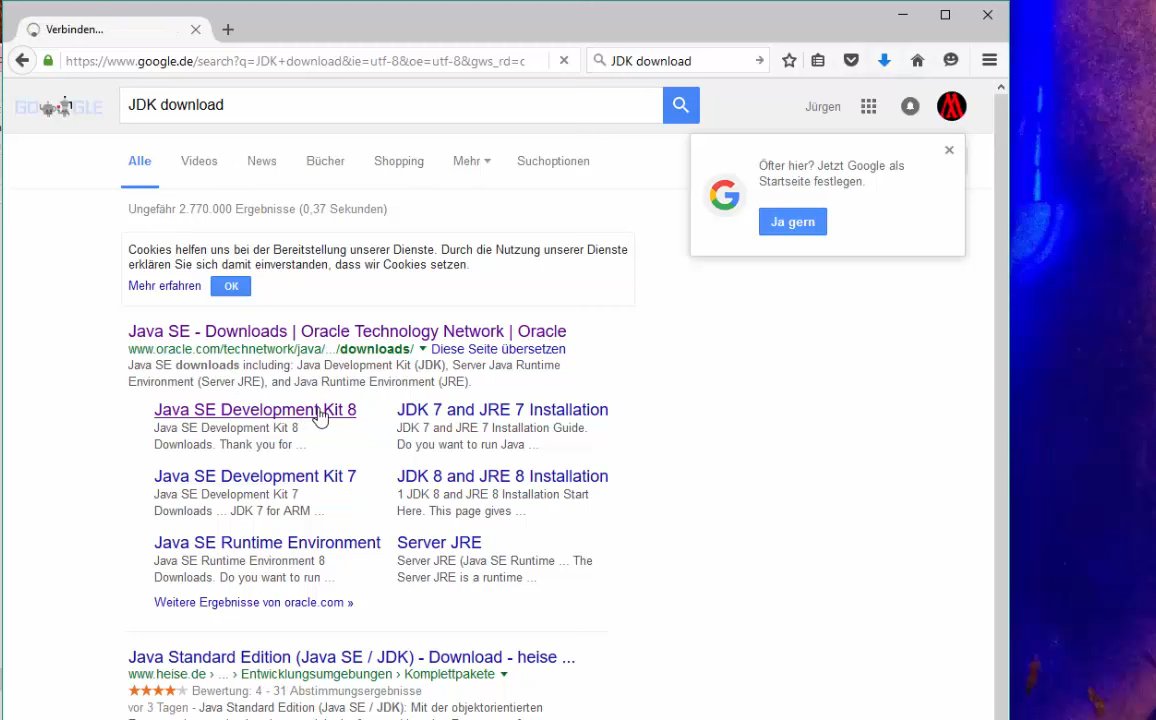 Verbinden...
https://www.google.de/search?q=JDK+download&ie=utf-8&oe=utf-8&gws_rd=c
JDK download
GOOGLE
JDK download
Jürgen
Alle Videos News Bücher Shopping Mehr Suchoptionen
Öfter hier? Jetzt Google als
Startseite festlegen.
Ja gern
Ungefähr 2.770.000 Ergebnisse (0,37 Sekunden)
Cookies helfen uns bei der Bereitstellung unserer Dienste. Durch die Nutzung unserer Dienste
erklären Sie sich damit einverstanden, dass wir Cookies setzen.
Mehr erfahren OK
Java SE - Downloads | Oracle Technology Network | Oracle
www.oracle.com/technetwork/java/.../downloads/ Diese Seite übersetzen
Java SE downloads including: Java Development Kit (JDK), Server Java Runtime
Environment (Server JRE), and Java Runtime Environment (JRE).
Java SE Development Kit 8
Java SE Development Kit 8
Downloads. Thank you for ...
JDK 7 and JRE 7 Installation
JDK 7 and JRE 7 Installation Guide.
Do you want to run Java ...
Java SE Development Kit 7
Java SE Development Kit 7
Downloads ... JDK 7 for ARM ...
JDK 8 and JRE 8 Installation
1 JDK 8 and JRE 8 Installation Start
Here. This page gives ...
Java SE Runtime Environment
Java SE Runtime Environment 8
Downloads. Do you want to run ...
Server JRE
Server JRE (Java SE Runtime ... The
Server JRE is a runtime ...
Weitere Ergebnisse von oracle.com »
Java Standard Edition (Java SE / JDK) - Download - heise ...
www.heise.de › ... › Entwicklungsumgebungen › Komplettpakete
Bewertung: 4 - 31 Abstimmungsergebnisse
vor 3 Tagen - Java Standard Edition (Java SE / JDK): Mit der objektorientierten